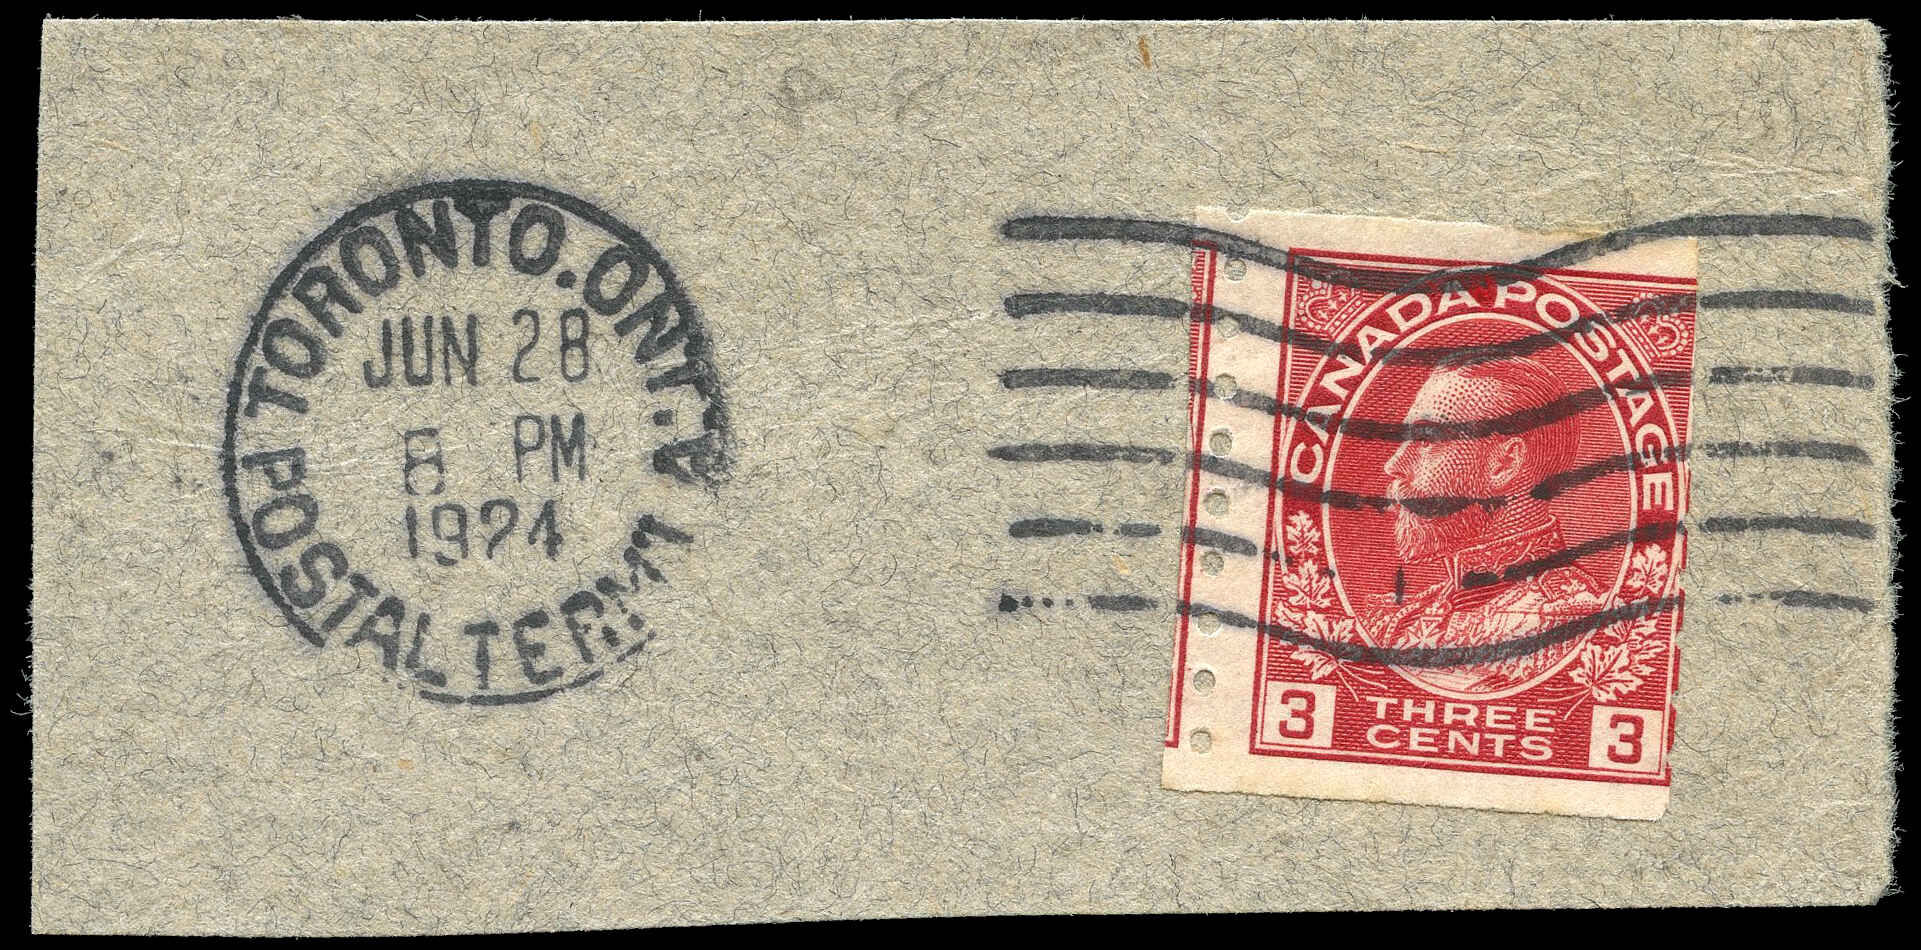 TORONTO.ONT.
JUN 28
8 PM
1924
POSTAL TERM'L A.
CANADA POSTAGE
3 THREE 3
CENTS